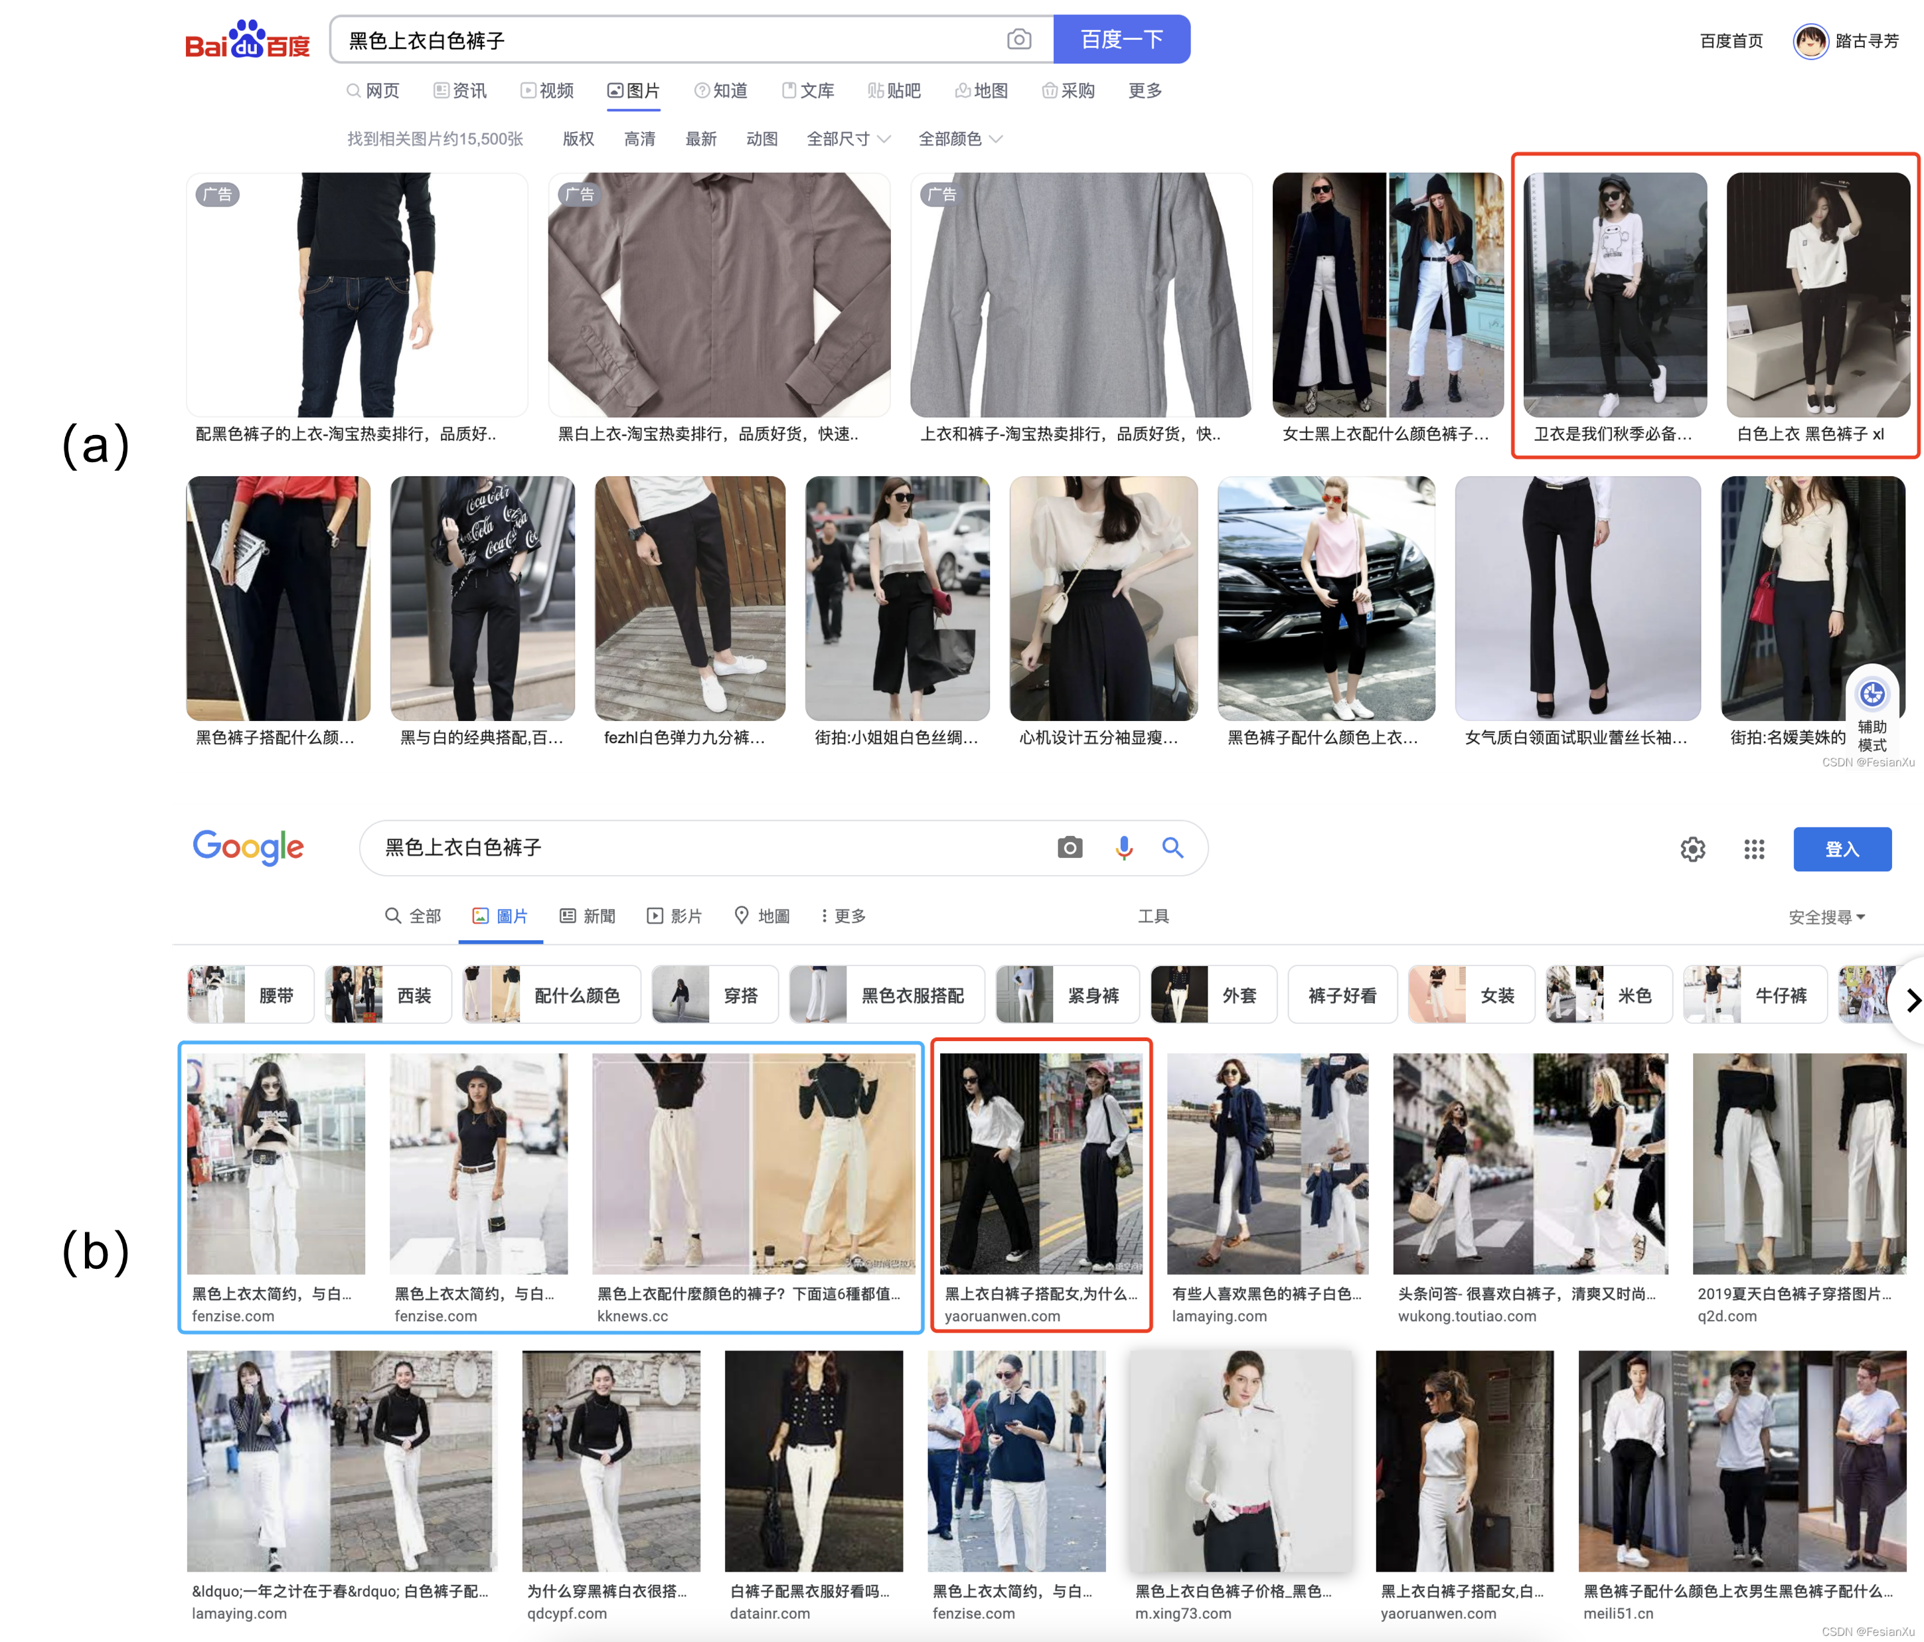 Bai du 百度
黑色上衣白色裤子
百度一下
百度首页
踏古寻芳
网页 资讯 视频 图片 知道 文库 贴吧 地图 采购 更多
找到相关图片约15,500张 版权 高清 最新 动图 全部尺寸 全部颜色
广告
广告
广告
配黑色裤子的上衣-淘宝热卖排行，品质好..
黑白上衣-淘宝热卖排行，品质好货，快速..
上衣和裤子-淘宝热卖排行，品质好货，快..
女士黑上衣配什么颜色裤子...
卫衣是我们秋季必备...
白色上衣 黑色裤子 xl
(a)
黑色裤子搭配什么颜...
黑与白的经典搭配,百...
fezhl白色弹力九分裤...
街拍:小姐姐白色丝绸...
心机设计五分袖显瘦...
黑色裤子配什么颜色上衣...
女气质白领面试职业蕾丝长袖...
街拍:名媛美姝的
辅助
模式
CSDN @FesianXu
Google
黑色上衣白色裤子
登入
全部 圖片 新聞 影片 地圖 更多 工具 安全搜尋
腰带 西装 配什么颜色 穿搭 黑色衣服搭配 紧身裤 外套 裤子好看 女装 米色 牛仔裤
(b)
黑色上衣太简约，与白...
fenzise.com
黑色上衣太简约，与白...
fenzise.com
黑色上衣配什麼顏色的褲子？下面這6種都值...
kknews.cc
黑上衣白裤子搭配女,为什么...
yaoruanwen.com
有些人喜欢黑色的裤子白色...
lamaying.com
头条问答- 很喜欢白裤子，清爽又时尚...
wukong.toutiao.com
2019夏天白色裤子穿搭图片...
q2d.com
&ldquo;一年之计在于春&rdquo; 白色裤子配...
lamaying.com
为什么穿黑裤白衣很搭...
qdcypf.com
白裤子配黑衣服好看吗...
datainr.com
黑色上衣太简约，与白...
fenzise.com
黑色上衣白色裤子价格_黑色...
m.xing73.com
黑上衣白裤子搭配女,白...
yaoruanwen.com
黑色裤子配什么颜色上衣男生黑色裤子配什么...
meili51.cn
CSDN @FesianXu